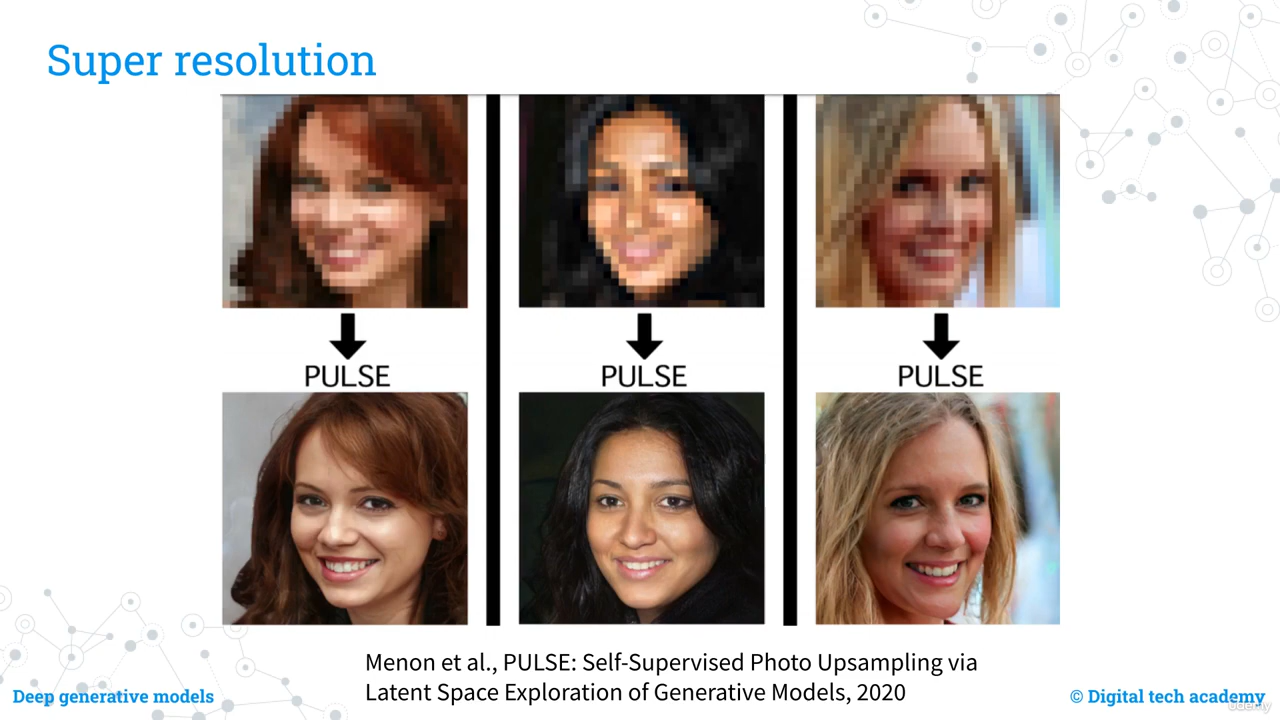 Super resolution
PULSE PULSE PULSE
Menon et al., PULSE: Self-Supervised Photo Upsampling via
Latent Space Exploration of Generative Models, 2020
Deep generative models
© Digital tech academy
udemy